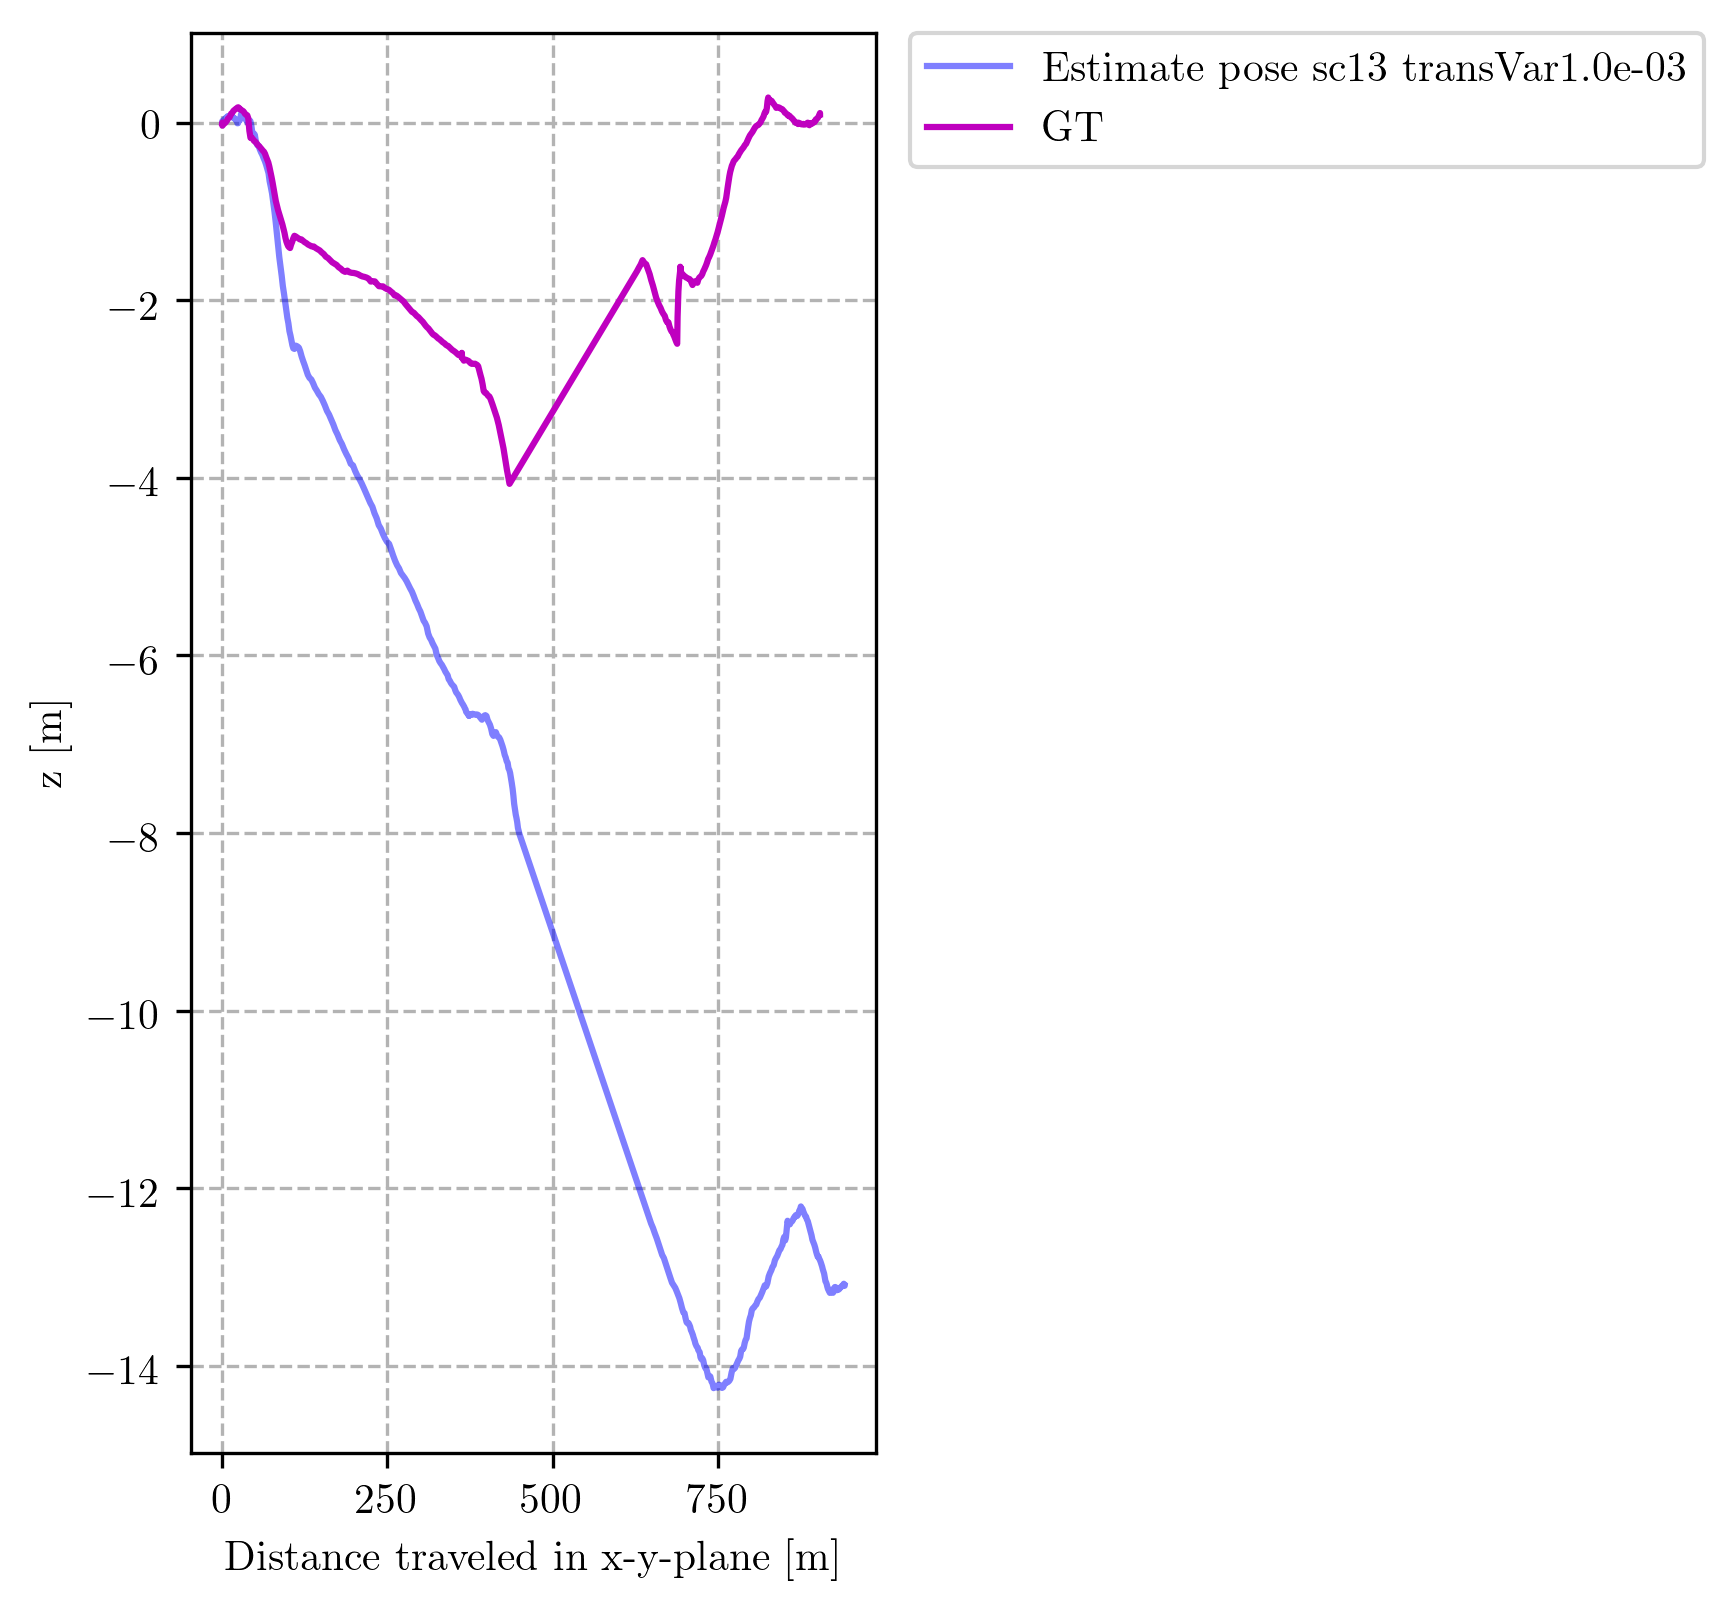 Estimate pose sc13 transVar1.0e-03
GT
0
−2
−4
−6
−8
−10
−12
−14
z [m]
0 250 500 750
Distance traveled in x-y-plane [m]